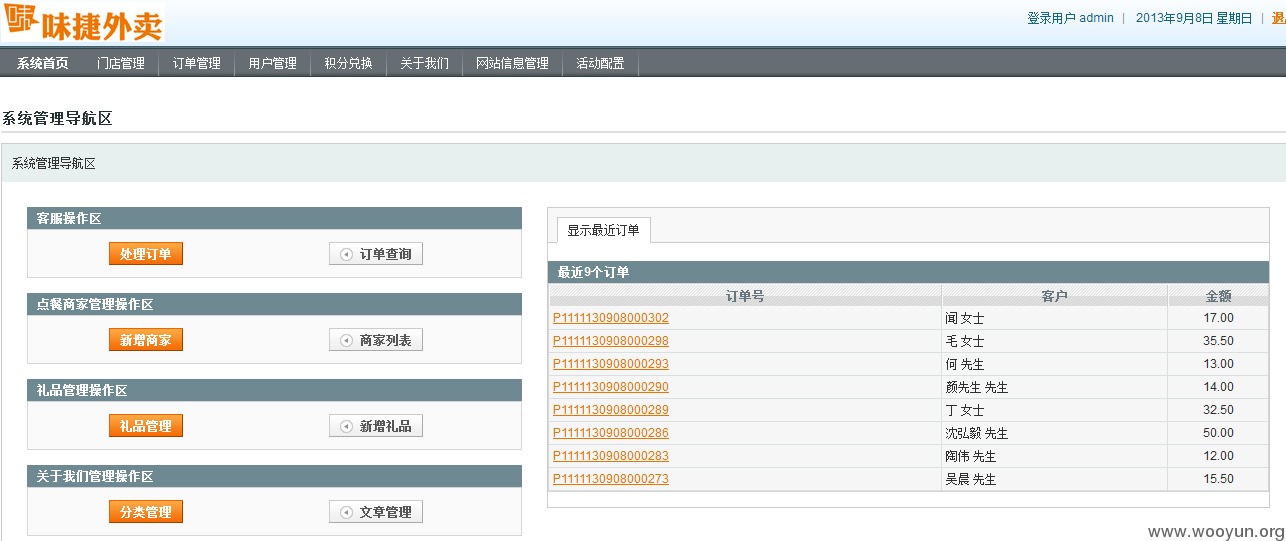 味捷外卖
登录用户 admin | 2013年9月8日 星期日 |
系统首页 门店管理 订单管理 用户管理 积分兑换 关于我们 网站信息管理 活动配置
系统管理导航区
系统管理导航区
客服操作区
处理订单 订单查询
点餐商家管理操作区
新增商家 商家列表
礼品管理操作区
礼品管理 新增礼品
关于我们管理操作区
分类管理 文章管理
显示最近订单
最近9个订单
订单号 客户 金额
P1111130908000302 闻 女士 17.00
P1111130908000298 毛 女士 35.50
P1111130908000293 何 先生 13.00
P1111130908000290 颜先生 先生 14.00
P1111130908000289 丁 女士 32.50
P1111130908000286 沈弘毅 先生 50.00
P1111130908000283 陶伟 先生 12.00
P1111130908000273 吴晨 先生 15.50
www.wooyun.org